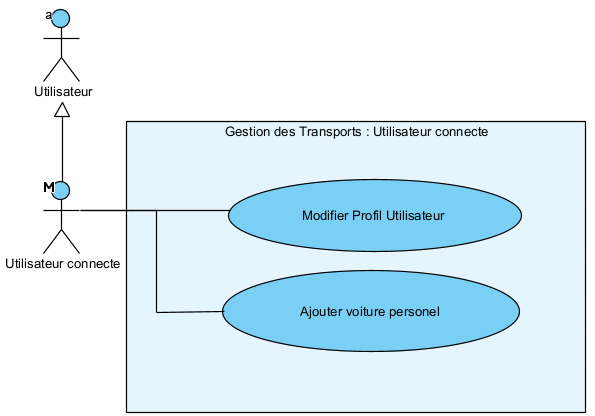 a
Utilisateur
Gestion des Transports : Utilisateur connecte
M
Modifier Profil Utilisateur
Utilisateur connecte
Ajouter voiture personel